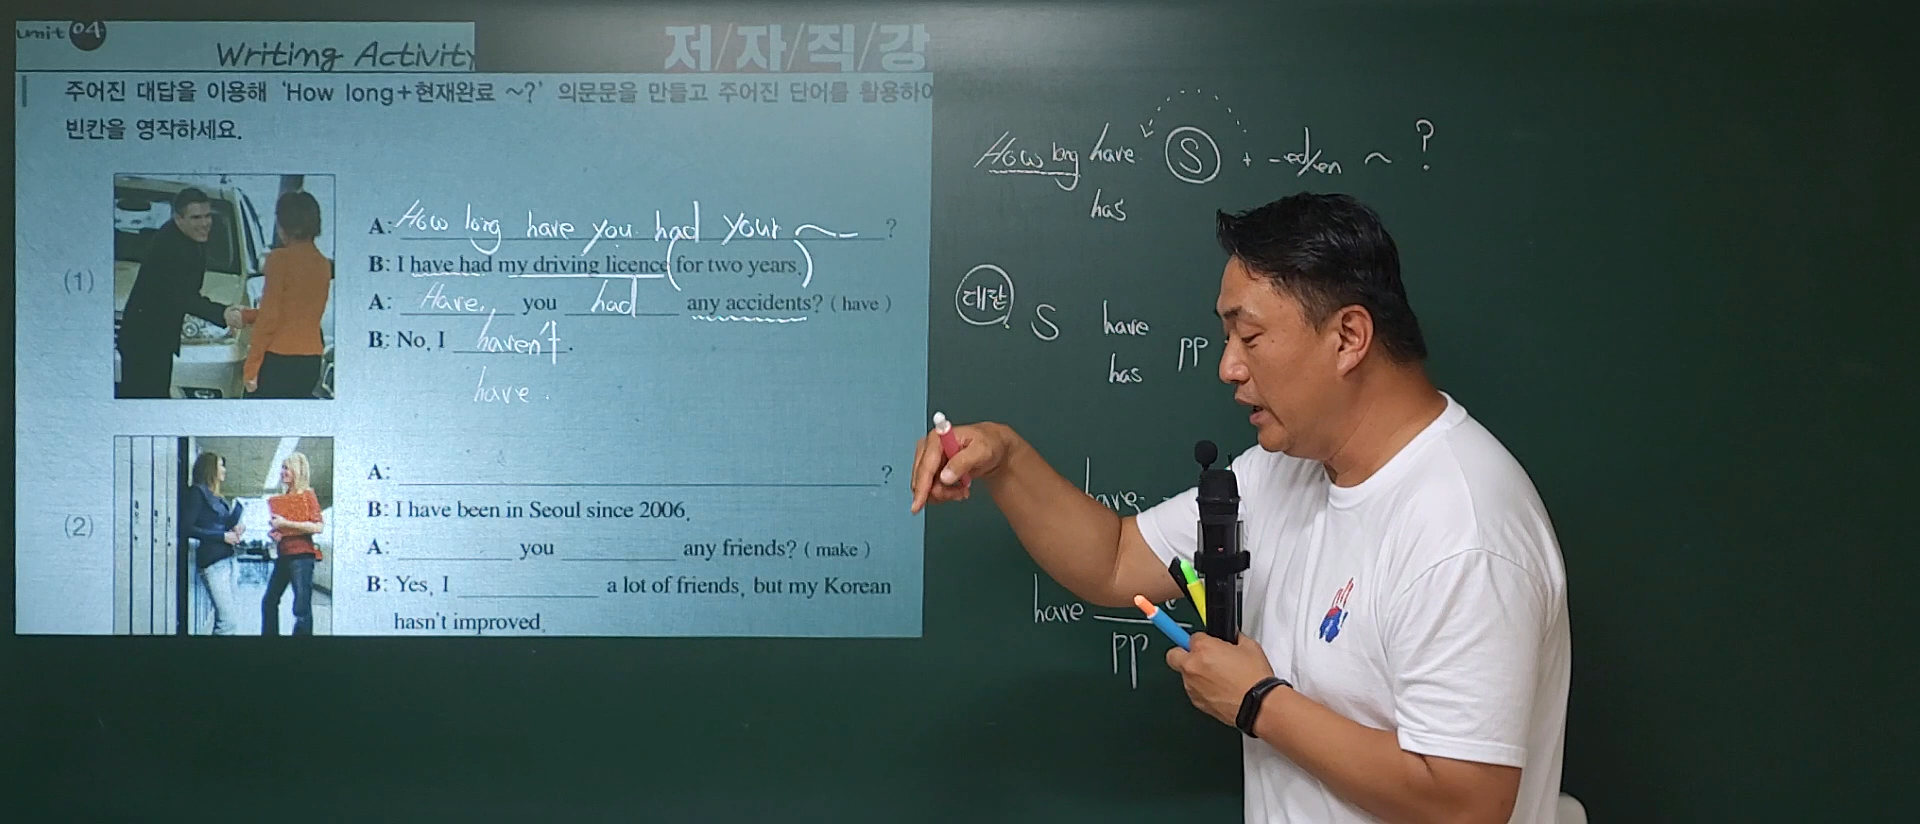 unit 04
Writing Activity
저/자/직/강
주어진 대답을 이용해 'How long+현재완료 ~?' 의문문을 만들고 주어진 단어를 활용하여
빈칸을 영작하세요.
(1)
A: How long have you had your ~ ?
B: I have had my driving licence (for two years.)
A: Have you had any accidents? ( have )
B: No, I haven't.
have.
(2)
A: ?
B: I have been in Seoul since 2006.
A: you any friends? ( make )
B: Yes, I a lot of friends, but my Korean
hasn't improved.
How long have S + -ed/en ~ ?
has
대답. S have pp
has
have
have
pp